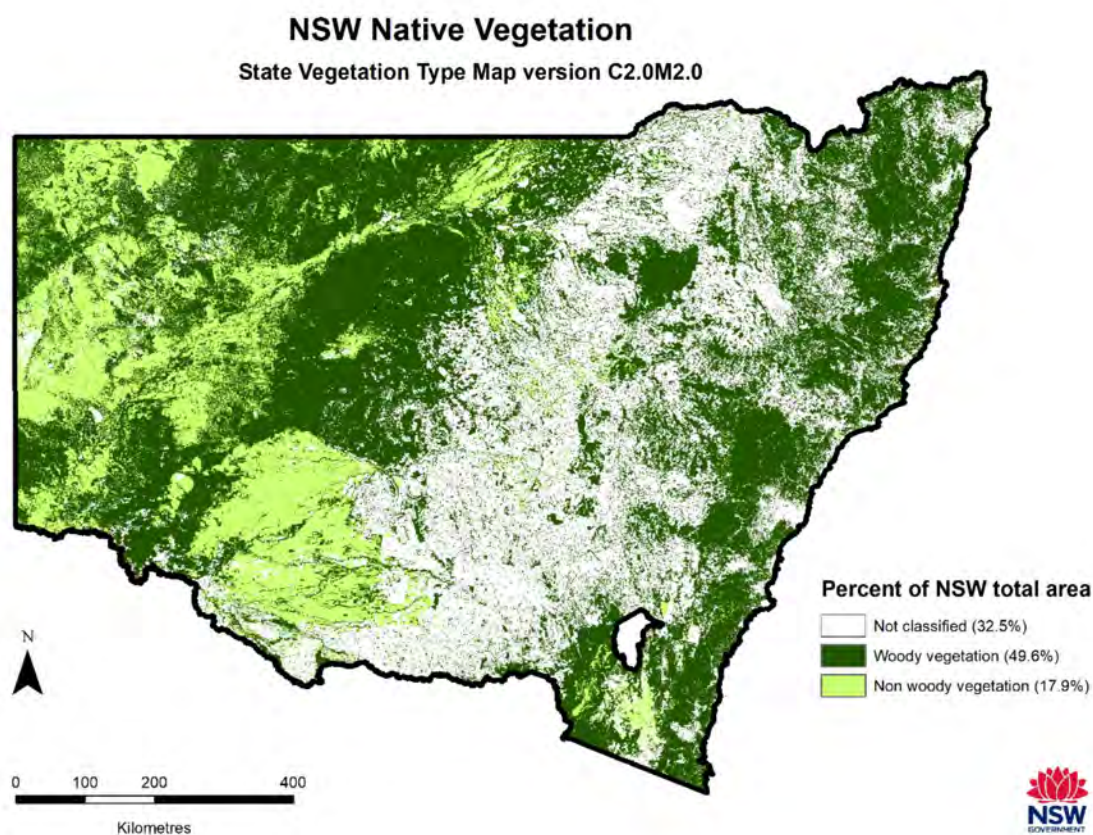 NSW Native Vegetation
State Vegetation Type Map version C2.0M2.0
Percent of NSW total area
Not classified (32.5%)
Woody vegetation (49.6%)
Non woody vegetation (17.9%)
N
0 100 200 400
Kilometres
NSW
GOVERNMENT